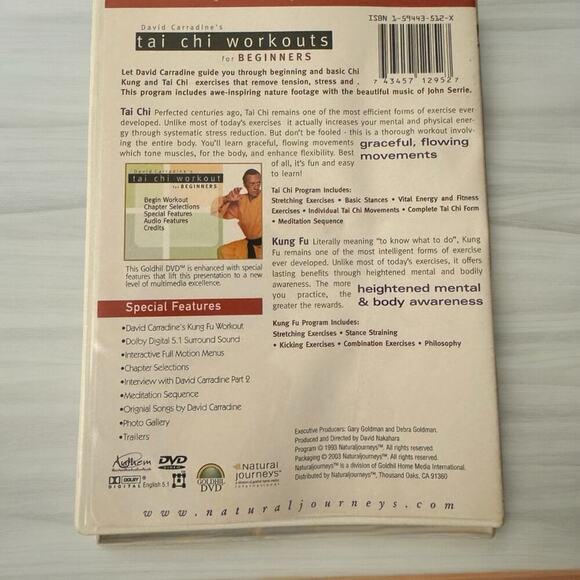 David Carradine's
tai chi workouts
for BEGINNERS
ISBN 1-59443-512-X
7 43457 12952
Let David Carradine guide you through beginning and basic Chi
Kung and Tai Chi exercises that remove tension, stress and
This program includes awe-inspiring nature footage with the beautiful music of John Serrie.
Tai Chi Perfected centuries ago, Tai Chi remains one of the most efficient forms of exercise ever
developed. Unlike most of today's exercises it actually increases your mental and physical ener-
gy through systematic stress reduction. But don't be fooled - this is a thorough workout involv-
ing the entire body. You'll learn graceful, flowing movements
which tone muscles, for the body, and enhance flexibility. Best
of all, it's fun and easy
to learn!
graceful, flowing
movements
David Carradine's
tai chi workout
for BEGINNERS
Begin Workout
Chapter Selections
Special Features
Audio Features
Credits
This Goldhil DVD™ is enhanced with special
features that lift this presentation to a new
level of multimedia excellence.
Tai Chi Program Includes:
Stretching Exercises • Basic Stances • Vital Energy and Fitness
Exercises • Individual Tai Chi Movements • Complete Tai Chi Form
• Meditation Sequence
Kung Fu Literally meaning "to know what to do", Kung
Fu remains one of the most intelligent forms of exercise
ever developed. Unlike most of today's exercises, it offers
lasting benefits through heightened mental and bodily
awareness. The more
you practice, the
greater the rewards.
heightened mental
& body awareness
Kung Fu Program Includes:
Stretching Exercises • Stance Straining
• Kicking Exercises • Combination Exercises • Philosophy
Special Features
•David Carradine's Kung Fu Workout
•Dolby Digital 5.1 Surround Sound
•Interactive Full Motion Menus
•Chapter Selections
•Interview with David Carradine Part 2
•Meditation Sequence
•Orignial Songs by David Carradine
•Photo Gallery
•Trailers
Executive Producers: Gary Goldman and Debra Goldman.
Produced and Directed by David Nakahara
Program © 1993 Naturaljourneys™. All rights reserved.
Packaging © 2003 Naturaljourneys™. All rights reserved.
Naturaljourneys™ is a division of Goldhil Home Media International.
Distributed by Naturaljourneys™, Thousand Oaks, CA 91360
Anthem
DVD
VIDEO
DOLBY
DIGITAL English 5.1
GOLDHIL
DVD
Natural
journeys™
www.naturaljourneys.com